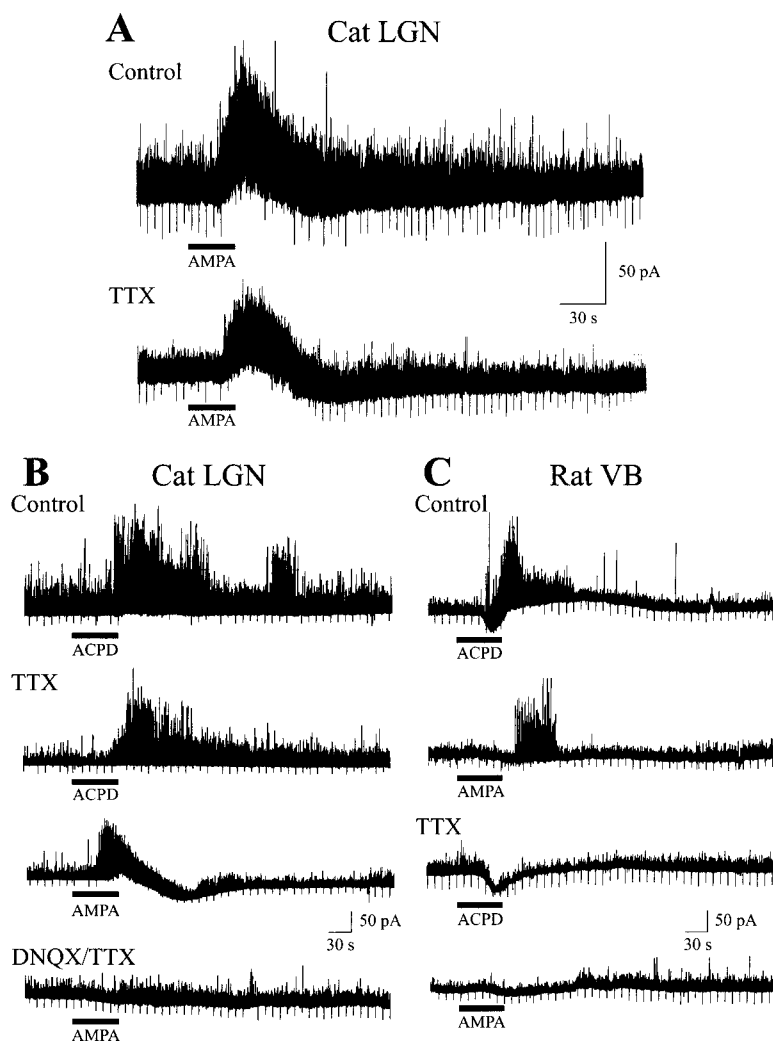 A
Cat LGN
Control
AMPA
50 pA
30 s
TTX
AMPA
B
Cat LGN
Control
ACPD
TTX
ACPD
AMPA
50 pA
30 s
DNQX/TTX
AMPA
C
Rat VB
Control
ACPD
AMPA
TTX
ACPD
50 pA
30 s
AMPA